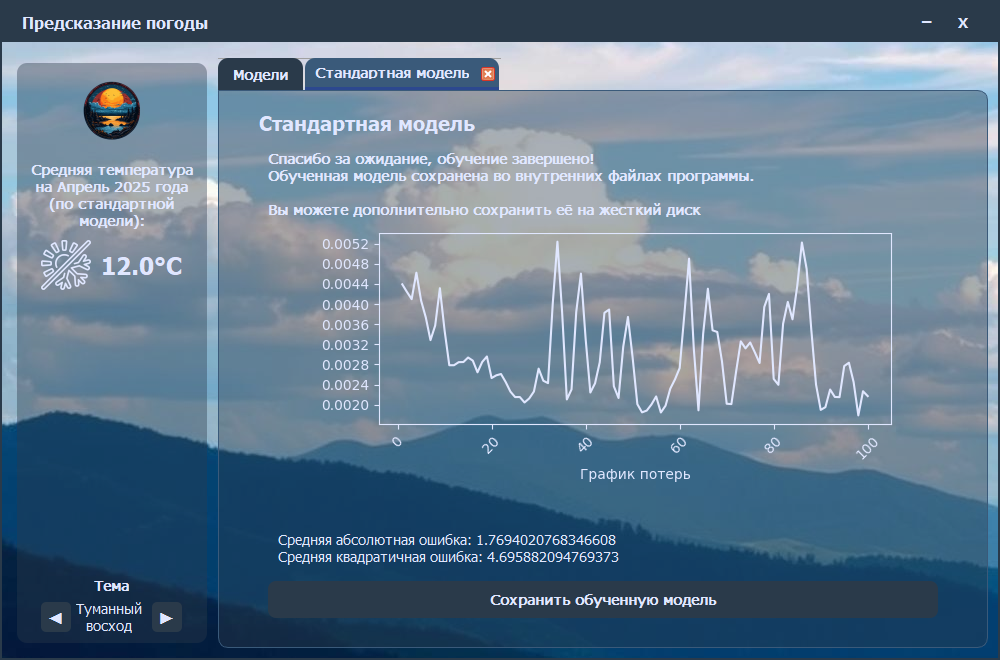 Предсказание погоды
– X
Средняя температура
на Апрель 2025 года
(по стандартной
модели):
12.0°C
Тема
◀ Туманный ▶
восход
Модели
Стандартная модель
Стандартная модель
Спасибо за ожидание, обучение завершено!
Обученная модель сохранена во внутренних файлах программы.
Вы можете дополнительно сохранить её на жесткий диск
0.0052
0.0048
0.0044
0.0040
0.0036
0.0032
0.0028
0.0024
0.0020
0 20 40 60 80 100
График потерь
Средняя абсолютная ошибка: 1.7694020768346608
Средняя квадратичная ошибка: 4.695882094769373
Сохранить обученную модель